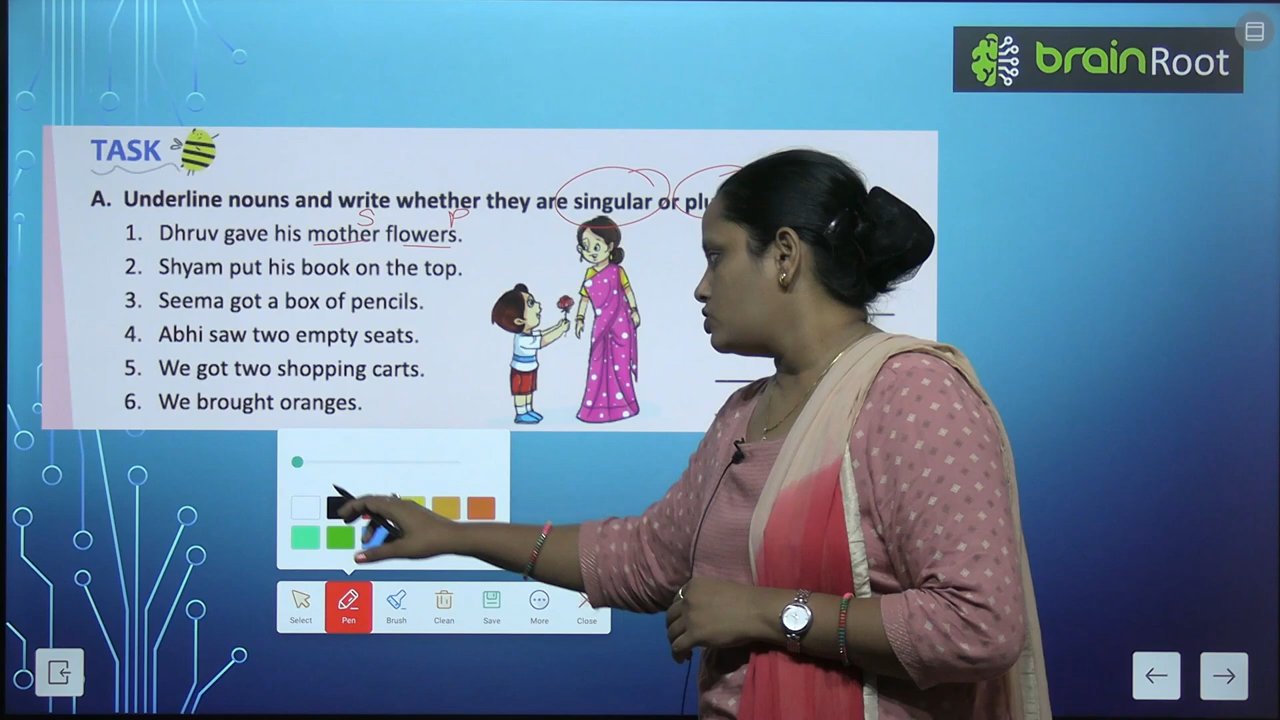 brainRoot
TASK
A. Underline nouns and write whether they are singular or plu
S P
1. Dhruv gave his mother flowers.
2. Shyam put his book on the top.
3. Seema got a box of pencils.
4. Abhi saw two empty seats.
5. We got two shopping carts.
6. We brought oranges.
Select Pen Brush Clean Save More Close